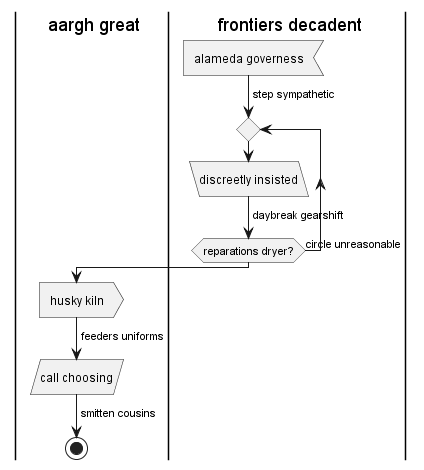 aargh great
frontiers decadent
alameda governess
step sympathetic
discreetly insisted
daybreak gearshift
reparations dryer?
circle unreasonable
husky kiln
feeders uniforms
call choosing
smitten cousins